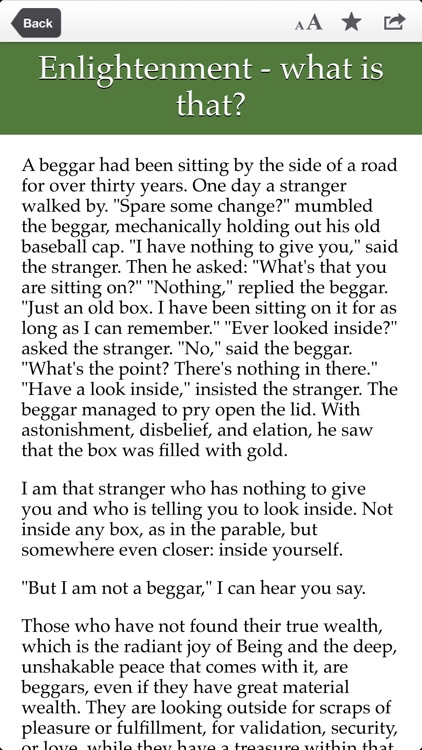 Back
AA
Enlightenment - what is
that?
A beggar had been sitting by the side of a road
for over thirty years. One day a stranger
walked by. "Spare some change?" mumbled
the beggar, mechanically holding out his old
baseball cap. "I have nothing to give you," said
the stranger. Then he asked: "What's that you
are sitting on?" "Nothing," replied the beggar.
"Just an old box. I have been sitting on it for as
long as I can remember." "Ever looked inside?"
asked the stranger. "No," said the beggar.
"What's the point? There's nothing in there."
"Have a look inside," insisted the stranger. The
beggar managed to pry open the lid. With
astonishment, disbelief, and elation, he saw
that the box was filled with gold.
I am that stranger who has nothing to give
you and who is telling you to look inside. Not
inside any box, as in the parable, but
somewhere even closer: inside yourself.
"But I am not a beggar," I can hear you say.
Those who have not found their true wealth,
which is the radiant joy of Being and the deep,
unshakable peace that comes with it, are
beggars, even if they have great material
wealth. They are looking outside for scraps of
pleasure or fulfillment, for validation, security,
or love, while they have a treasure within that